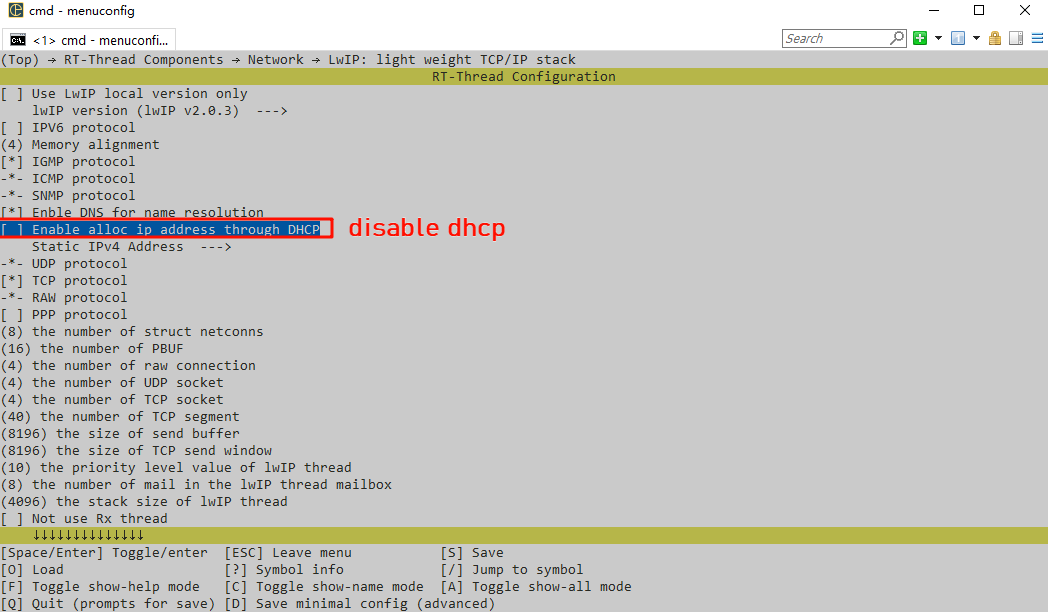 cmd - menuconfig
<1> cmd - menuconfi...
Search
(Top) → RT-Thread Components → Network → LwIP: light weight TCP/IP stack
RT-Thread Configuration
[ ] Use LwIP local version only
lwIP version (lwIP v2.0.3)  --->
[ ] IPV6 protocol
(4) Memory alignment
[*] IGMP protocol
-*- ICMP protocol
-*- SNMP protocol
[*] Enble DNS for name resolution
[ ] Enable alloc ip address through DHCP disable dhcp
Static IPv4 Address  --->
-*- UDP protocol
[*] TCP protocol
-*- RAW protocol
[ ] PPP protocol
(8) the number of struct netconns
(16) the number of PBUF
(4) the number of raw connection
(4) the number of UDP socket
(4) the number of TCP socket
(40) the number of TCP segment
(8196) the size of send buffer
(8196) the size of TCP send window
(10) the priority level value of lwIP thread
(8) the number of mail in the lwIP thread mailbox
(4096) the stack size of lwIP thread
[ ] Not use Rx thread
↓↓↓↓↓↓↓↓↓↓↓↓↓↓
[Space/Enter] Toggle/enter  [ESC] Leave menu  [S] Save
[O] Load  [?] Symbol info  [/] Jump to symbol
[F] Toggle show-help mode  [C] Toggle show-name mode  [A] Toggle show-all mode
[Q] Quit (prompts for save)  [D] Save minimal config (advanced)